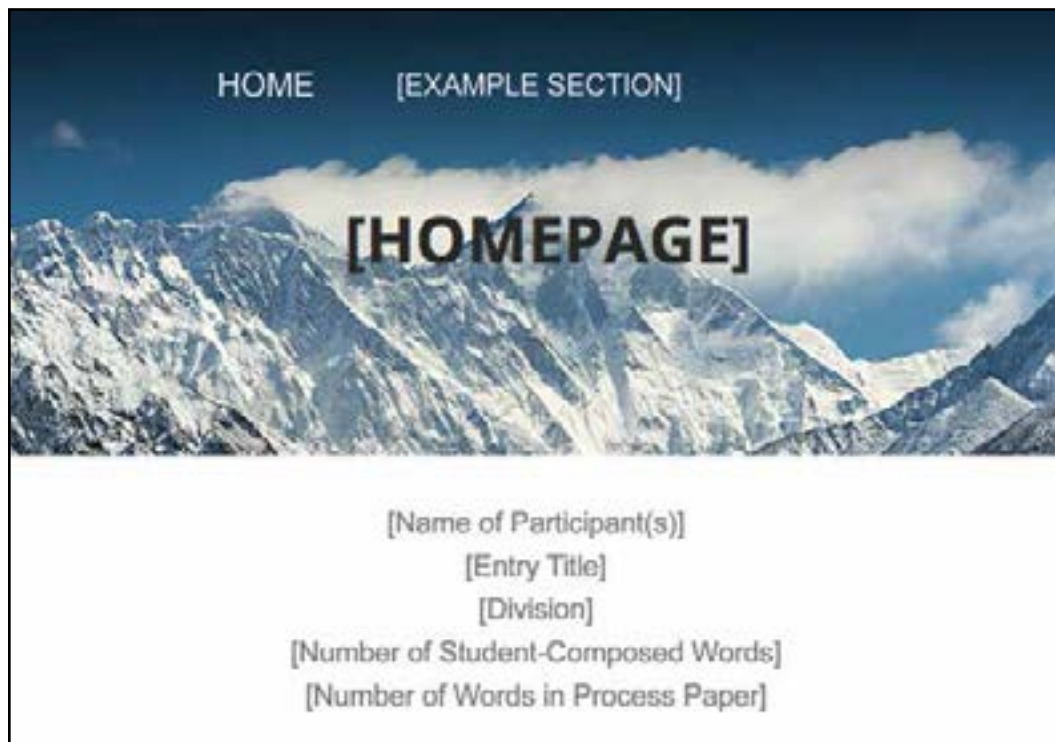 HOME [EXAMPLE SECTION]
[HOMEPAGE]
[Name of Participant(s)]
[Entry Title]
[Division]
[Number of Student-Composed Words]
[Number of Words in Process Paper]